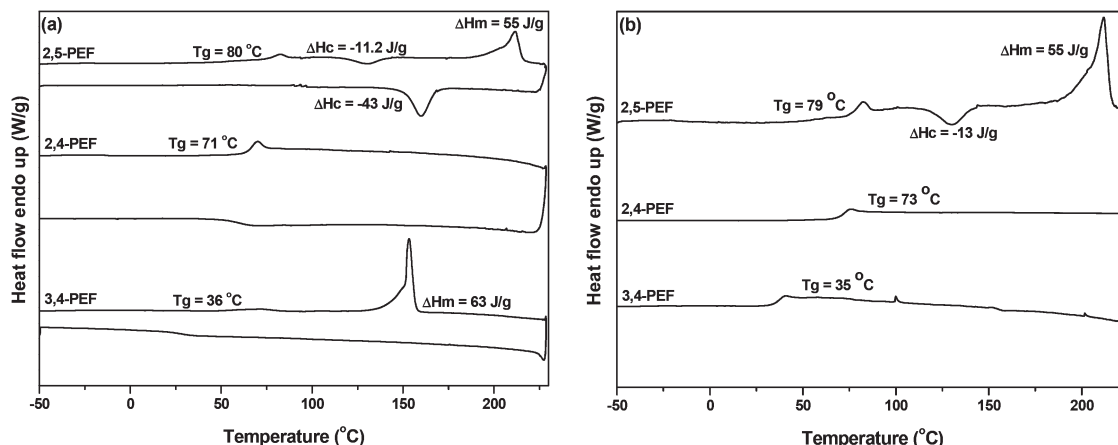 (a)
ΔHm = 55 J/g
2,5-PEF
Tg = 80 °C
ΔHc = -11.2 J/g
ΔHc = -43 J/g
2,4-PEF
Tg = 71 °C
3,4-PEF
Tg = 36 °C
ΔHm = 63 J/g
Heat flow endo up (W/g)
-50 0 50 100 150 200
Temperature (°C)
(b)
ΔHm = 55 J/g
2,5-PEF
Tg = 79 °C
ΔHc = -13 J/g
2,4-PEF
Tg = 73 °C
3,4-PEF
Tg = 35 °C
Heat flow endo up (W/g)
-50 0 50 100 150 200
Temperature (°C)